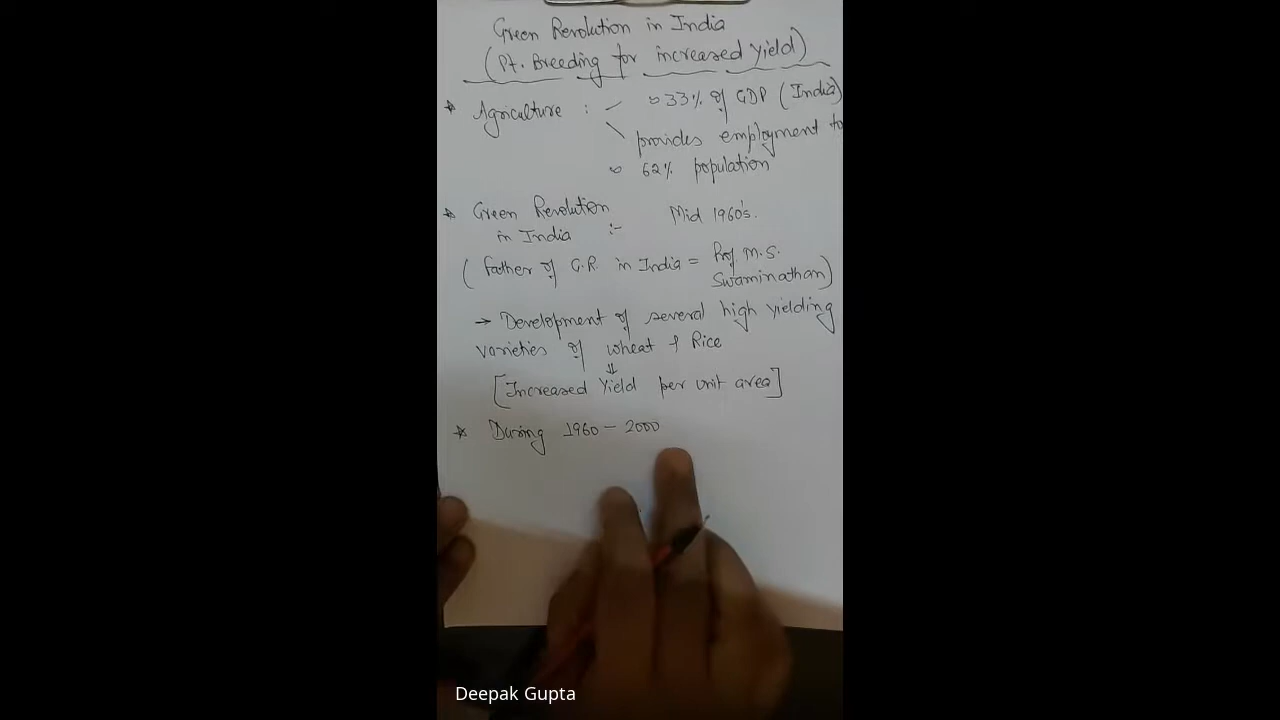 Green Revolution in India
(Pt. Breeding for increased yield)
* Agriculture : ~ 33% of GDP (India)
provides employment to
~ 62% population
* Green Revolution Mid 1960's.
in India :-
(father of G.R. in India = Prof. M.S.
Swaminathan)
→ Development of several high yielding
varieties of wheat & Rice
⇓
[Increased Yield per unit area]
* During 1960 - 2000
Deepak Gupta